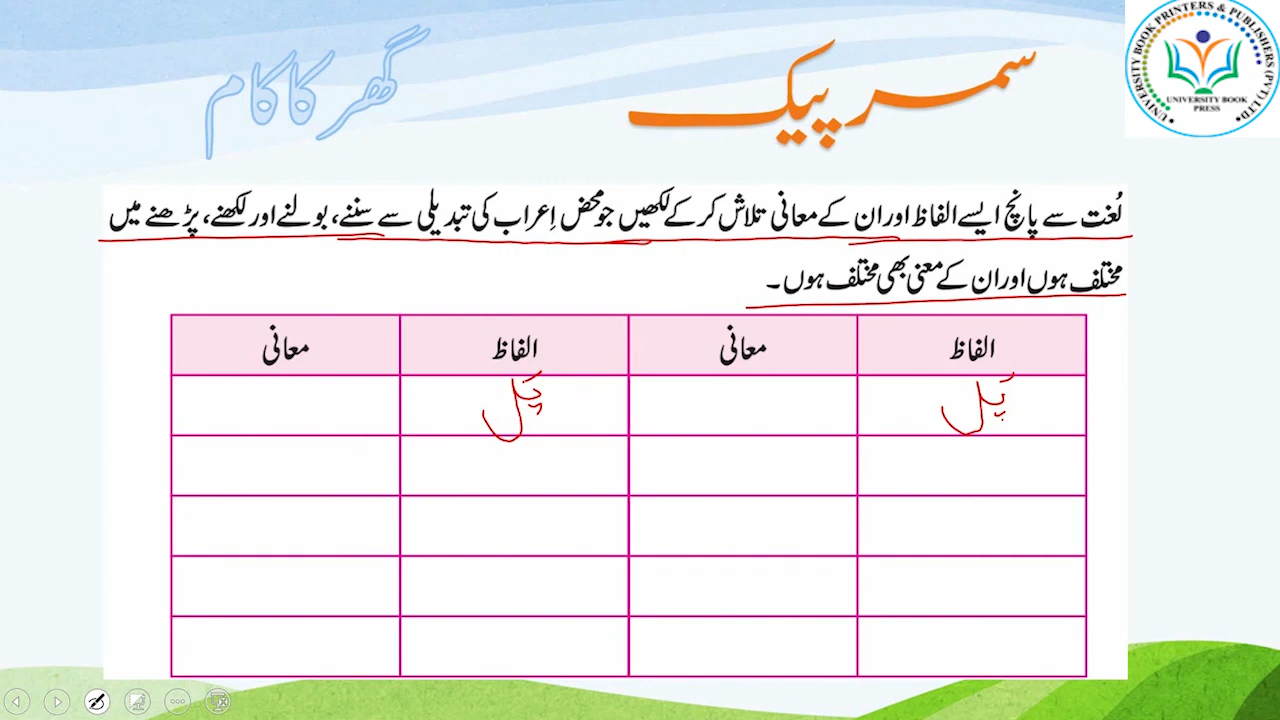 سمر پیک
گھر کا کام
UNIVERSITY BOOK PRINTERS & PUBLISHERS (PVT) LTD.
UNIVERSITY BOOK
PRESS
لُغت سے پانچ ایسے الفاظ اور ان کے معانی تلاش کر کے لکھیں جو محض اِعراب کی تبدیلی سے سننے، بولنے اور لکھنے، پڑھنے میں
مختلف ہوں اور ان کے معنی بھی مختلف ہوں۔
الفاظ معانی الفاظ معانی